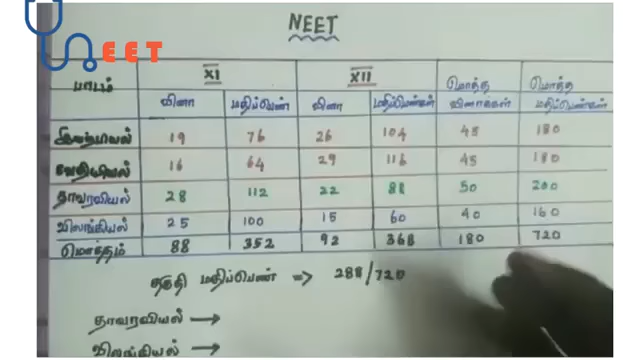 NEET
NEET
பாடம் XI XII மொத்த வினாக்கள் மொத்த மதிப்பெண்கள்
வினா மதிப்பெண் வினா மதிப்பெண்கள்
இயற்பியல் 19 76 26 104 45 180
வேதியியல் 16 64 29 116 45 180
தாவரவியல் 28 112 22 88 50 200
விலங்கியல் 25 100 15 60 40 160
மொத்தம் 88 352 92 368 180 720
தகுதி மதிப்பெண் => 288/720
தாவரவியல் →
விலங்கியல் →